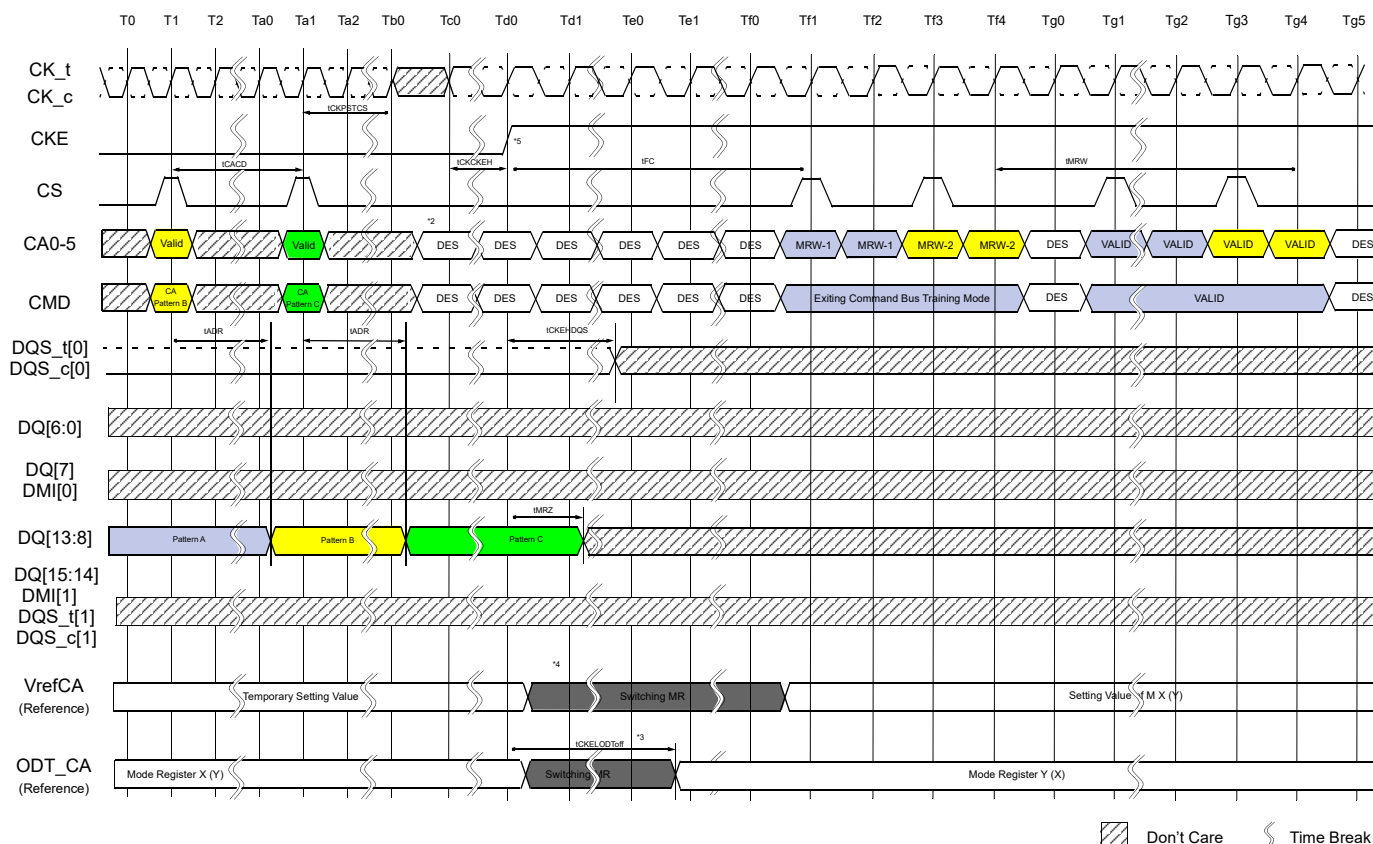 T0 T1 T2 Ta0 Ta1 Ta2 Tb0 Tc0 Td0 Td1 Te0 Te1 Tf0 Tf1 Tf2 Tf3 Tf4 Tg0 Tg1 Tg2 Tg3 Tg4 Tg5
CK_t
CK_c
tCKPSTCS
CKE
*5
tCACD tCKCKEH tFC tMRW
CS
*2
CA0-5 Valid Valid DES DES DES DES DES DES MRW-1 MRW-1 MRW-2 MRW-2 DES VALID VALID VALID VALID DES
CMD CA Pattern B CA Pattern C DES DES DES DES DES DES Exiting Command Bus Training Mode DES VALID DES
tADR tADR tCKEHDQS
DQS_t[0]
DQS_c[0]
DQ[6:0]
DQ[7]
DMI[0]
tMRZ
DQ[13:8] Pattern A Pattern B Pattern C
DQ[15:14]
DMI[1]
DQS_t[1]
DQS_c[1]
*4
VrefCA
(Reference)
Temporary Setting Value Switching MR Setting Value of M X (Y)
tCKELODToff *3
ODT_CA
(Reference)
Mode Register X (Y) Switching MR Mode Register Y (X)
Don't Care Time Break